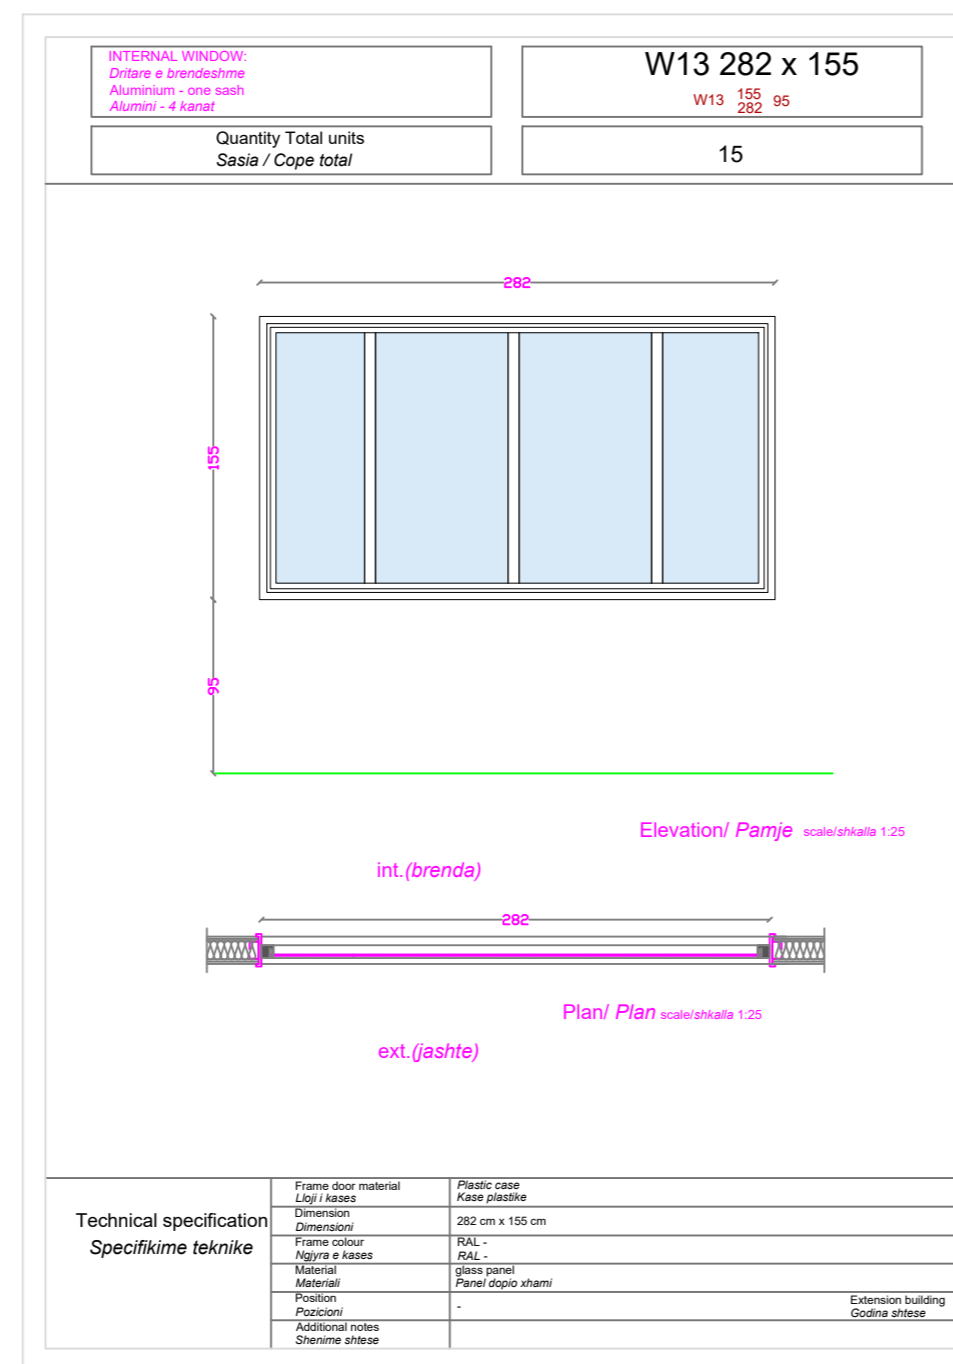 INTERNAL WINDOW:
Dritare e brendeshme
Aluminium - one sash
Alumini - 4 kanat
W13 282 x 155
W13 155 95
282
Quantity Total units
Sasia / Cope total
15
282
155
95
Elevation/ Pamje scale/shkalla 1:25
int.(brenda)
282
Plan/ Plan scale/shkalla 1:25
ext.(jashte)
Technical specification
Specifikime teknike
Frame door material
Lloji i kases
Plastic case
Kase plastike
Dimension
Dimensioni
282 cm x 155 cm
Frame colour
Ngjyra e kases
RAL -
RAL -
Material
Materiali
glass panel
Panel dopio xhami
Position
Pozicioni
-
Extension building
Godina shtese
Additional notes
Shenime shtese